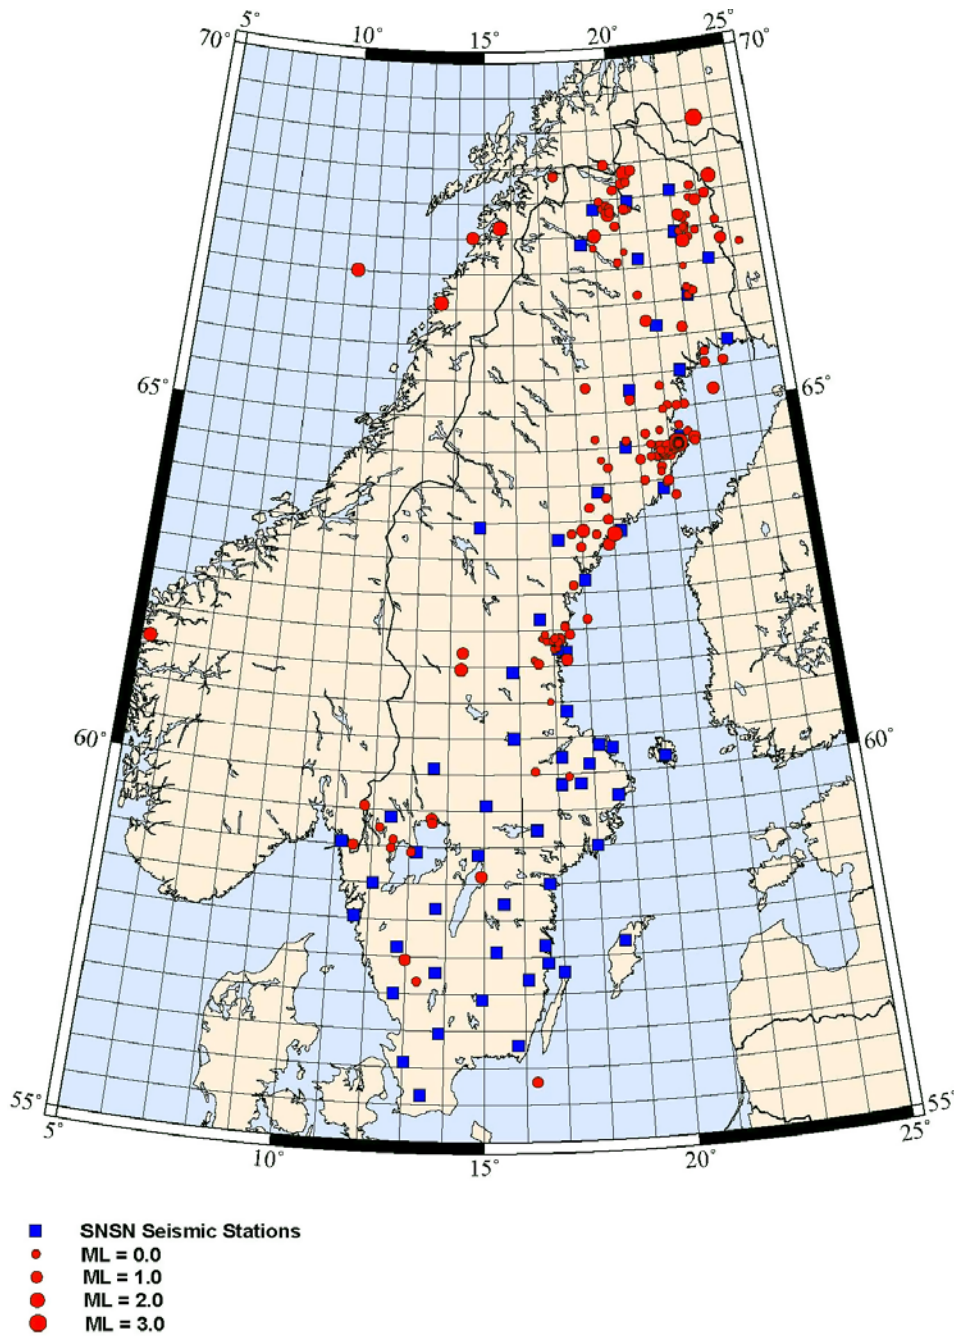 5° 10° 15° 20° 25°
70° 70°
65° 65°
60° 60°
55° 55°
5° 10° 15° 20° 25°
SNSN Seismic Stations
ML = 0.0
ML = 1.0
ML = 2.0
ML = 3.0